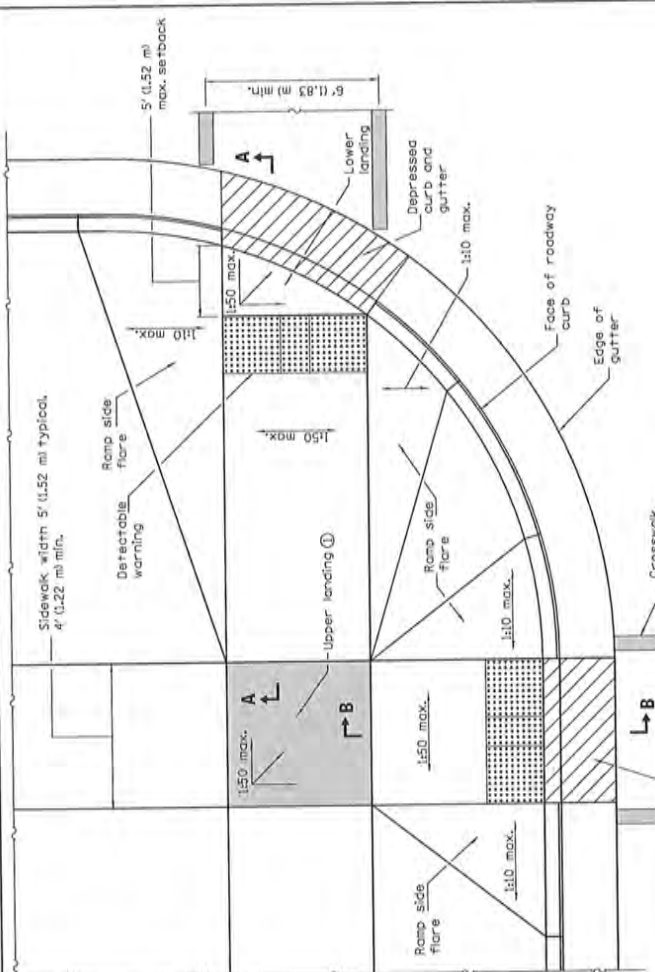 5' (1.52 m)
max. setback
6' (1.83 m) min.
A
Lower
landing
Depressed
curb and
gutter
1:10 max.
1:50 max.
Face of roadway
curb
Edge of
gutter
1:10 max.
Ramp side
flare
Sidewalk width 5' (1.52 m) typical,
4' (1.22 m) min.
Detectable
warning
1:50 max.
Ramp side
flare
Upper landing ①
1:10 max.
A
B
1:50 max.
1:50 max.
B
Ramp side
flare
1:10 max.
Crosswalk